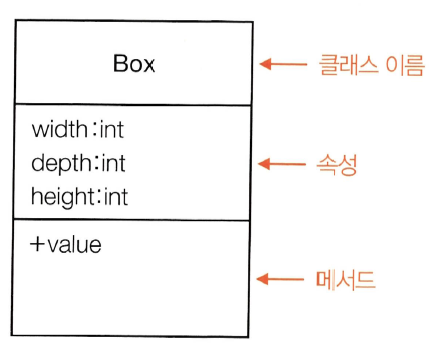 Box
클래스 이름
width:int
depth:int
height:int
속성
+value
메서드